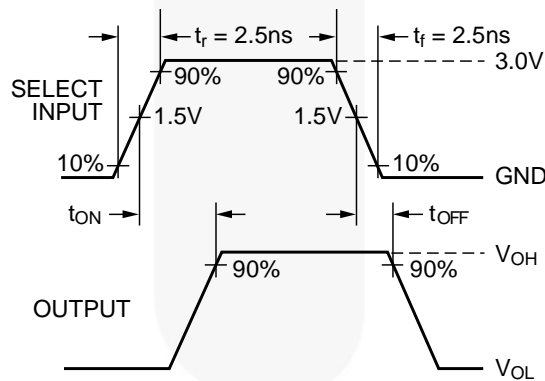 tr = 2.5ns
tf = 2.5ns
3.0V
90%
90%
SELECT
INPUT
1.5V
1.5V
10%
10%
GND
tON
tOFF
VOH
90%
90%
OUTPUT
VOL